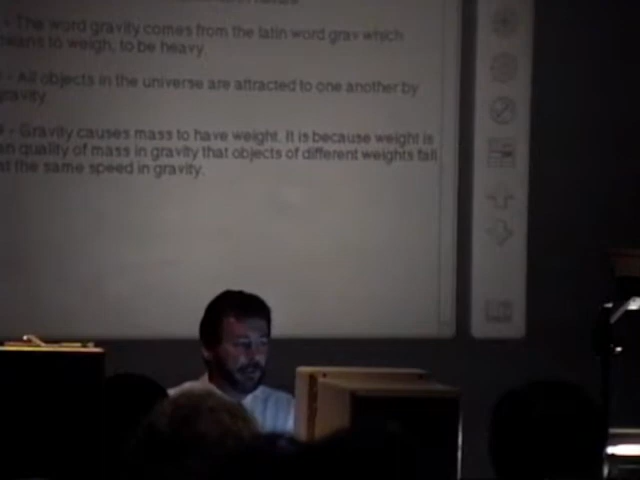 - The word gravity comes from the latin word grav which
means to weigh, to be heavy.
- All objects in the universe are attracted to one another by
gravity
- Gravity causes mass to have weight. It is because weight is
an quality of mass in gravity that objects of different weights fall
at the same speed in gravity.